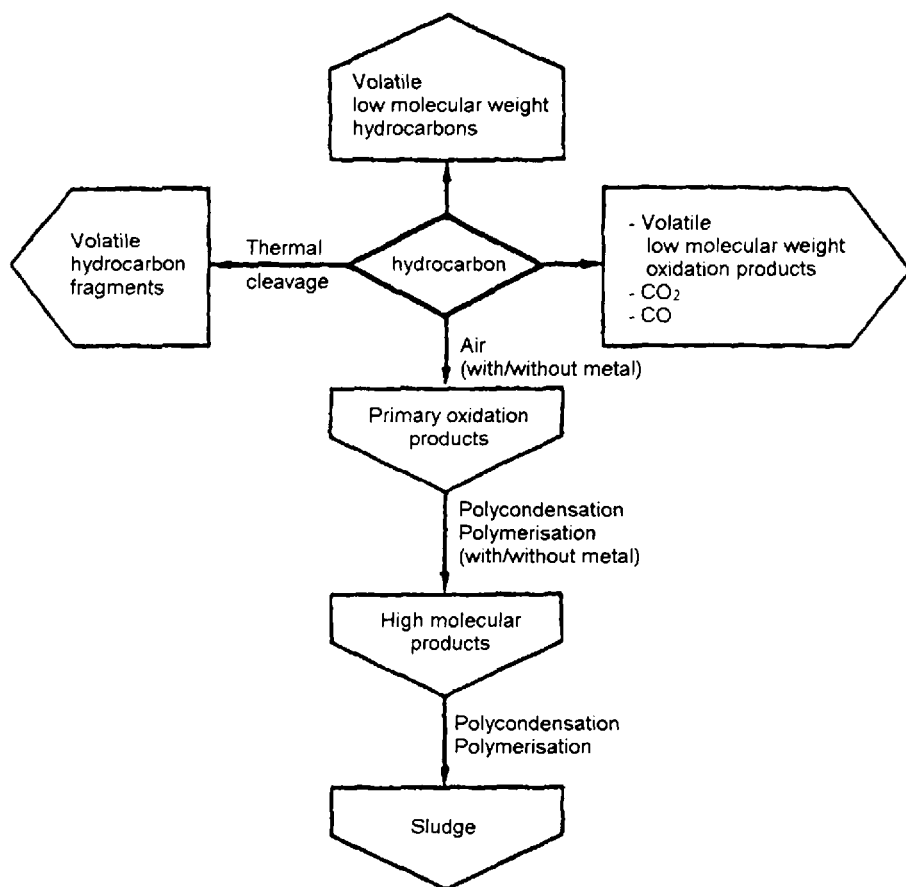 Volatile
low molecular weight
hydrocarbons
Volatile
hydrocarbon
fragments
Thermal
cleavage
hydrocarbon
- Volatile
low molecular weight
oxidation products
- CO₂
- CO
Air
(with/without metal)
Primary oxidation
products
Polycondensation
Polymerisation
(with/without metal)
High molecular
products
Polycondensation
Polymerisation
Sludge